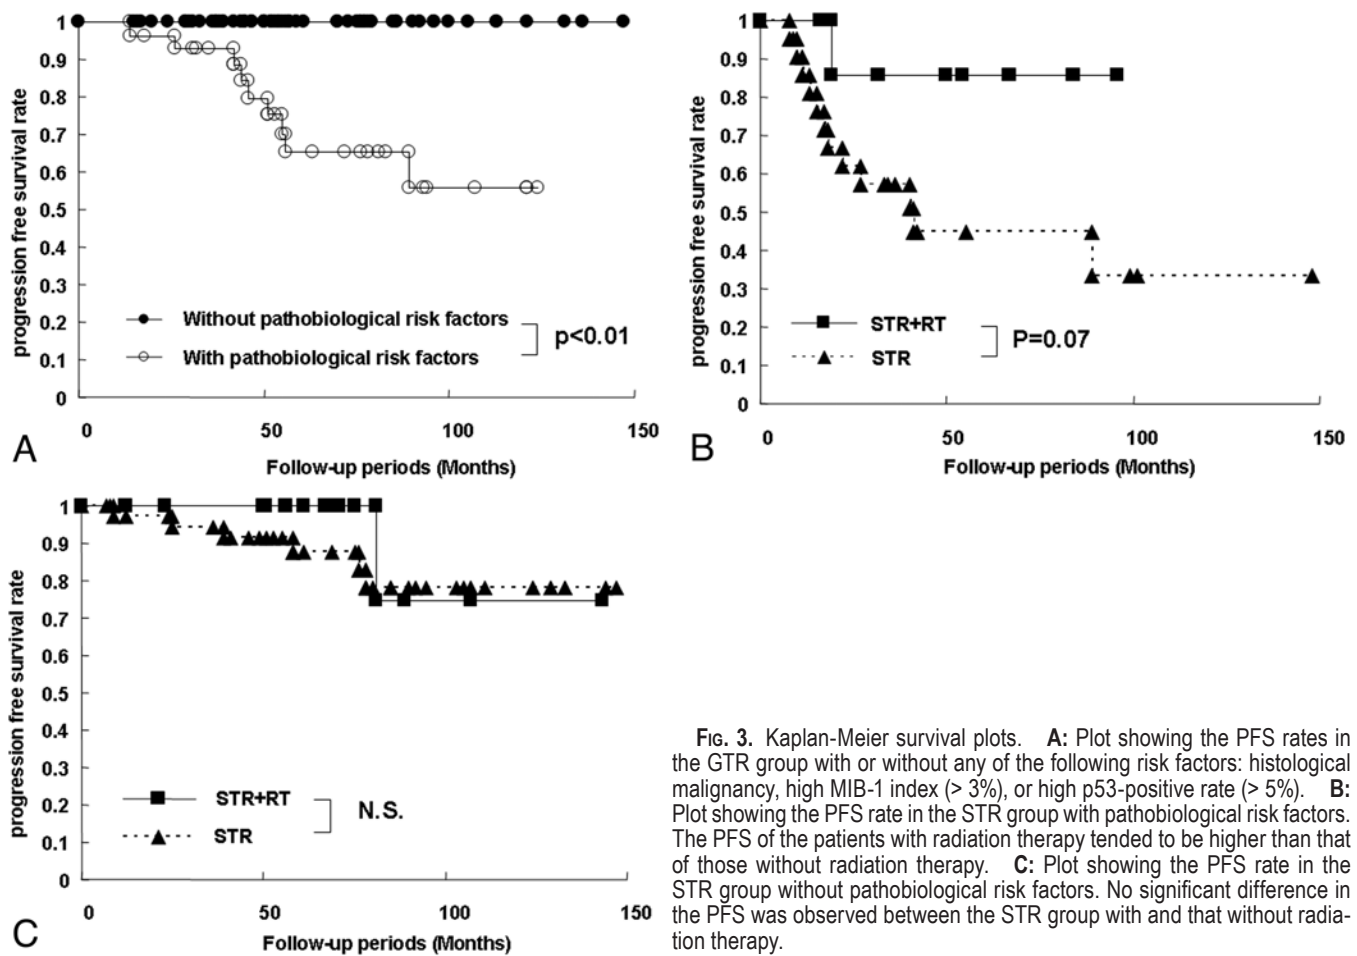 progression free survival rate
1
0.9
0.8
0.7
0.6
0.5
0.4
0.3
0.2
0.1
0
Without pathobiological risk factors
With pathobiological risk factors
p<0.01
0 50 100 150
Follow-up periods (Months)
A
progression free survival rate
1
0.9
0.8
0.7
0.6
0.5
0.4
0.3
0.2
0.1
0
STR+RT
STR
P=0.07
0 50 100 150
Follow-up periods (Months)
B
progression free survival rate
1
0.9
0.8
0.7
0.6
0.5
0.4
0.3
0.2
0.1
0
STR+RT
STR
N.S.
0 50 100 150
Follow-up periods (Months)
C
FIG. 3. Kaplan-Meier survival plots. A: Plot showing the PFS rates in
the GTR group with or without any of the following risk factors: histological
malignancy, high MIB-1 index (> 3%), or high p53-positive rate (> 5%). B:
Plot showing the PFS rate in the STR group with pathobiological risk factors.
The PFS of the patients with radiation therapy tended to be higher than that
of those without radiation therapy. C: Plot showing the PFS rate in the
STR group without pathobiological risk factors. No significant difference in
the PFS was observed between the STR group with and that without radia-
tion therapy.